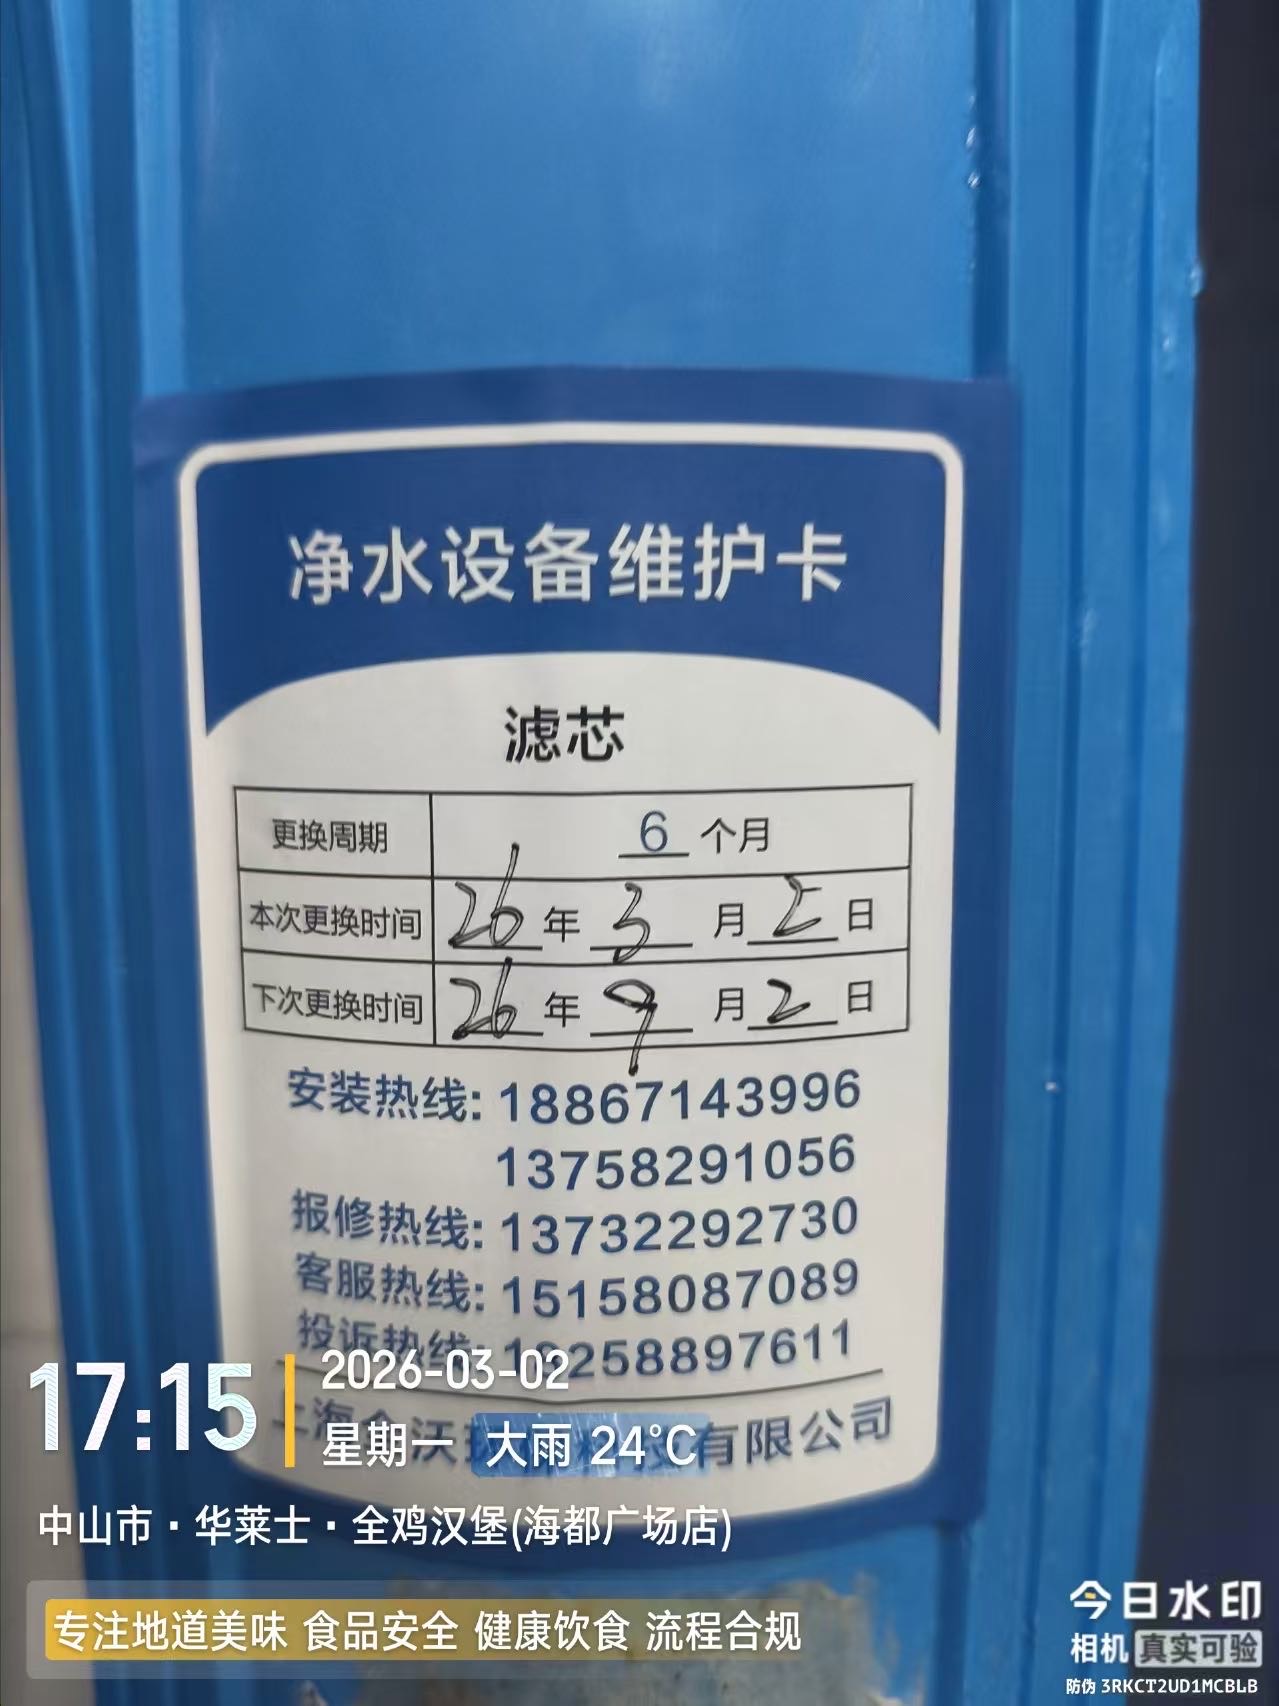 净水设备维护卡
滤芯
更换周期 6 个月
本次更换时间 26 年 3 月 2 日
下次更换时间 26 年 9 月 2 日
安装热线: 18867143996
13758291056
报修热线: 13732292730
客服热线: 15158087089
投诉热线 258897611
沃 有限公司
17:15
2026-03-02
星期一 大雨 24°C
中山市·华莱士·全鸡汉堡(海都广场店)
专注地道美味 食品安全 健康饮食 流程合规
今日水印
相机 真实可验
防伪 3RKCT2UD1MCBLB